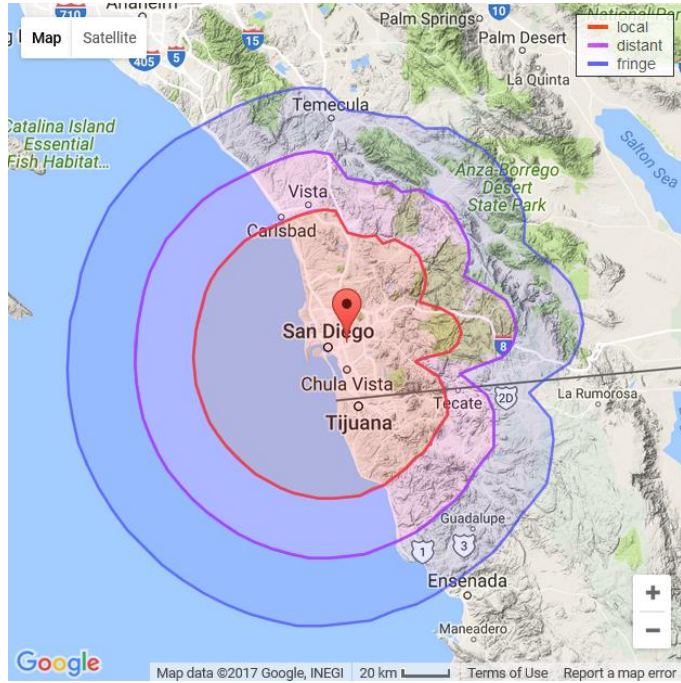 710
Anaheim
Palm Springs
10
National
Map
Satellite
15
405
5
Palm Desert
La Quinta
local
distant
fringe
Catalina Island
Essential
Fish Habitat...
Temecula
Salton Sea
Anza-Borrego
Desert
State Park
Vista
Carlsbad
San Diego
8
Chula Vista
Tecate
2D
La Rumorosa
Tijuana
Guadalupe
1
3
Ensenada
+
−
Maneadero
Google
Map data ©2017 Google, INEGI
20 km
Terms of Use
Report a map error